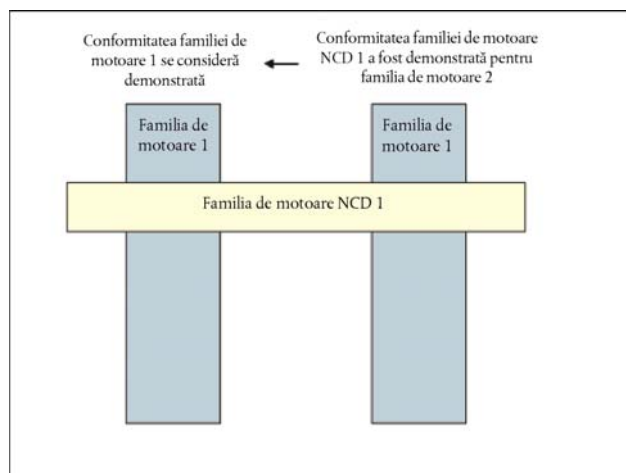 Conformitatea familiei de
motoare 1 se consideră
demonstrată
Conformitatea familiei de motoare
NCD 1 a fost demonstrată pentru
familia de motoare 2
Familia de
motoare 1
Familia de
motoare 1
Familia de motoare NCD 1